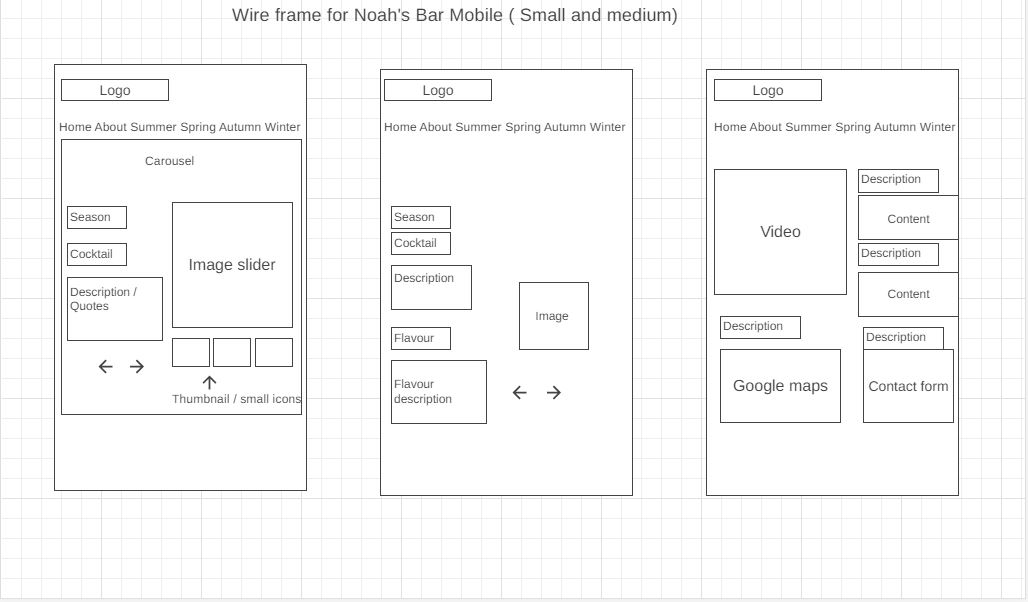 Wire frame for Noah's Bar Mobile ( Small and medium)
Logo
Home About Summer Spring Autumn Winter
Carousel
Season
Cocktail
Description /
Quotes
Image slider
Thumbnail / small icons
Logo
Home About Summer Spring Autumn Winter
Season
Cocktail
Description
Image
Flavour
Flavour
description
Logo
Home About Summer Spring Autumn Winter
Video
Description
Content
Description
Content
Description
Google maps
Description
Contact form